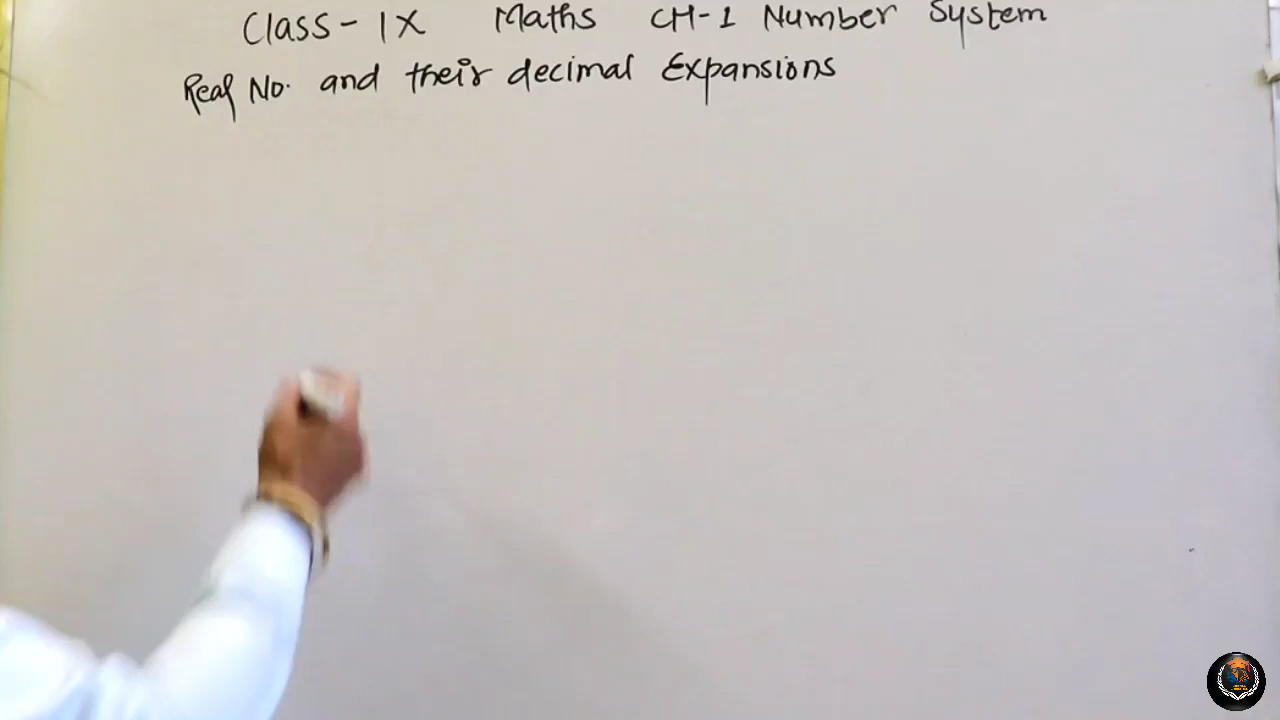 Class - IX Maths CH-1 Number System
Real No. and their decimal Expansions